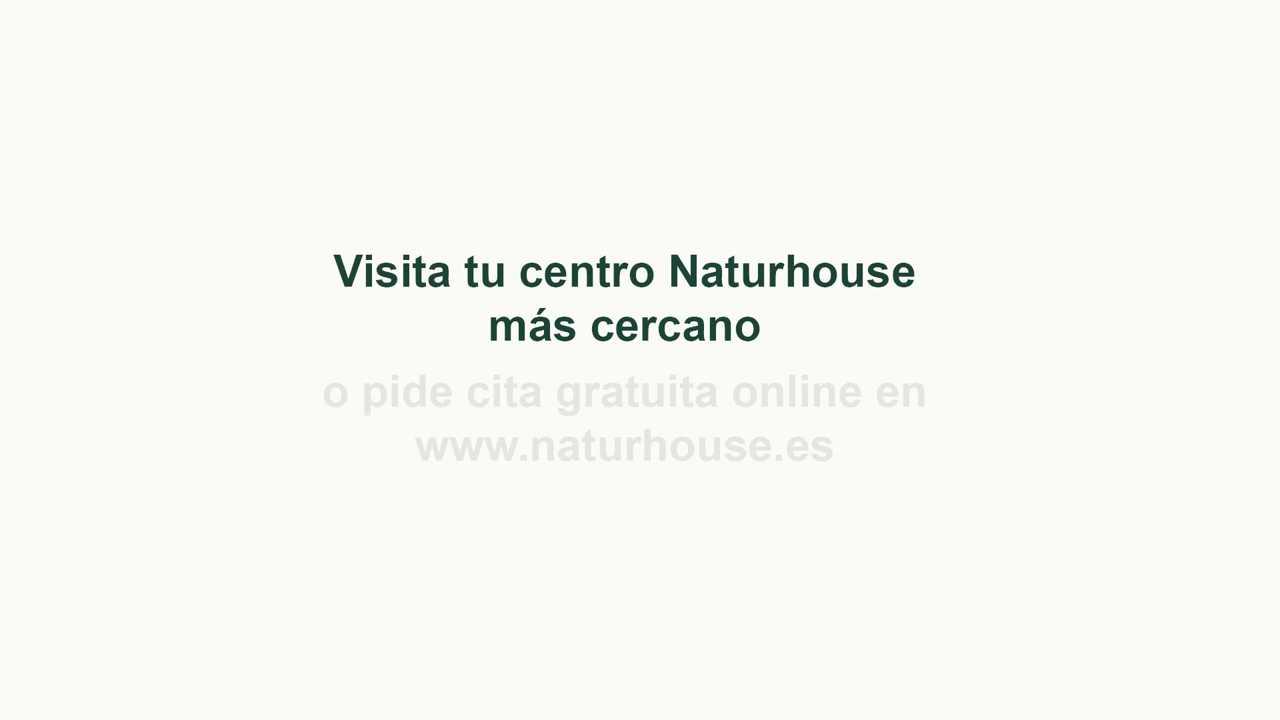 Visita tu centro Naturhouse
más cercano
o pide cita gratuita online en
www.naturhouse.es